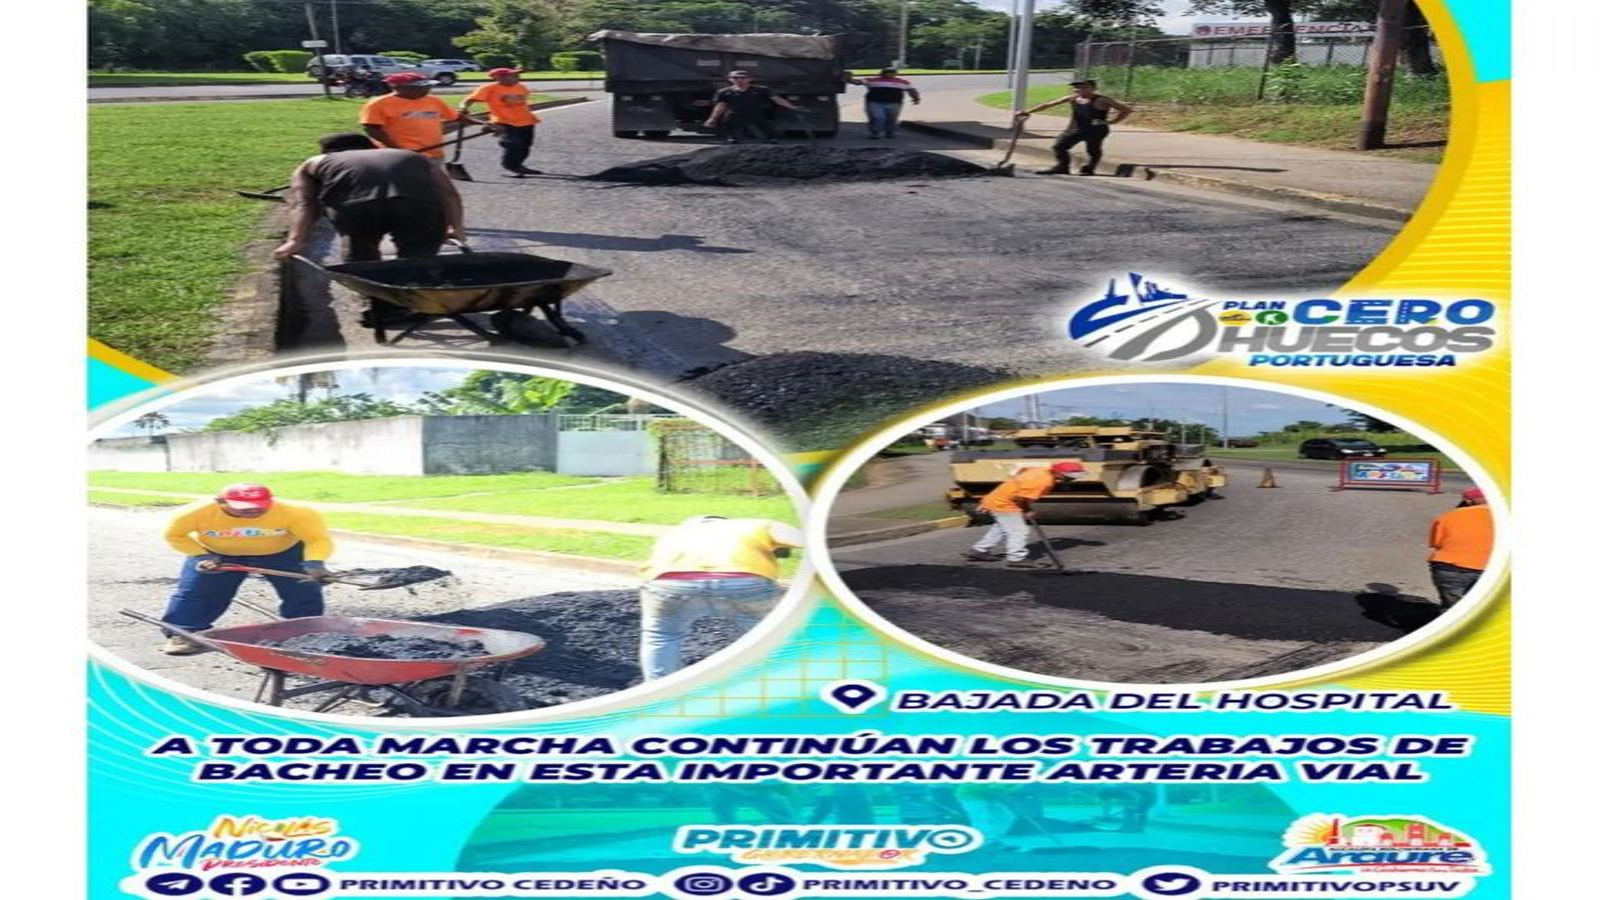 EMERGENCIA
PLAN
CERO
HUECOS
PORTUGUESA
BAJADA DEL HOSPITAL
A TODA MARCHA CONTINÚAN LOS TRABAJOS DE
BACHEO EN ESTA IMPORTANTE ARTERIA VIAL
Nicolás
MADURO
PRESIDENTE
PRIMITIVO
GOBERNADOR
Araure
PRIMITIVO CEDEÑO
PRIMITIVO_CEDENO
PRIMITIVOPSUV